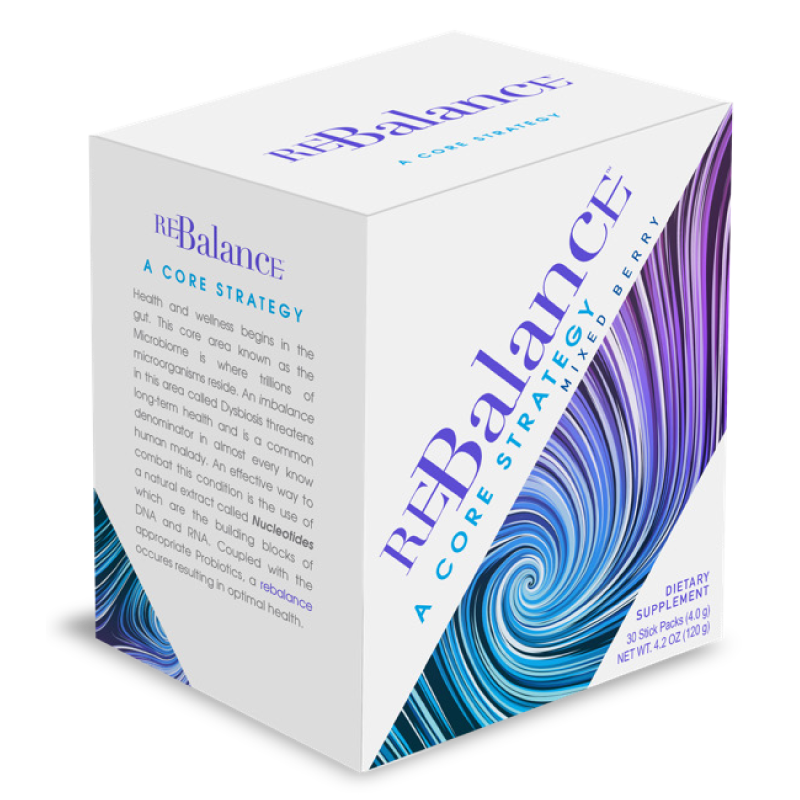 REBalancE
A CORE STRATEGY
REBalancE
A CORE STRATEGY
Health and wellness begins in the
gut. This core area known as the
Microbiome is where trillions of
microorganisms reside. An imbalance
in this area called Dysbiosis threatens
long-term health and is a common
denominator in almost every know
human malady. An effective way to
combat this condition is the use of
a natural extract called Nucleotides
which are the building blocks of
DNA and RNA. Coupled with the
appropriate Probiotics, a rebalance
occures resulting in optimal health.
REBalancE™
A CORE STRATEGY
MIXED BERRY
DIETARY
SUPPLEMENT
30 Stick Packs (4.0 g)
NET WT. 4.2 OZ (120 g)